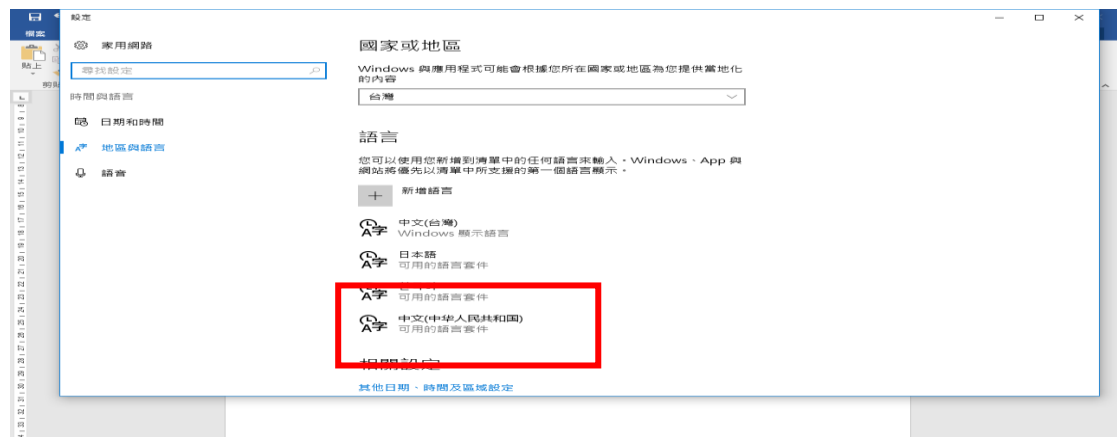 檔案
貼上
設定
家用網路
尋找設定
時間與語言
日期和時間
地區與語言
語音
國家或地區
Windows 與應用程式可能會根據您所在國家或地區為您提供當地化
的內容
台灣
語言
您可以使用您新增到清單中的任何語言來輸入。Windows、App 與
網站將優先以清單中所支援的第一個語言顯示。
新增語言
中文(台灣)
Windows 顯示語言
日本語
可用的語言套件
可用的語言套件
中文(中华人民共和国)
可用的語言套件
相關設定
其他日期、時間及區域設定